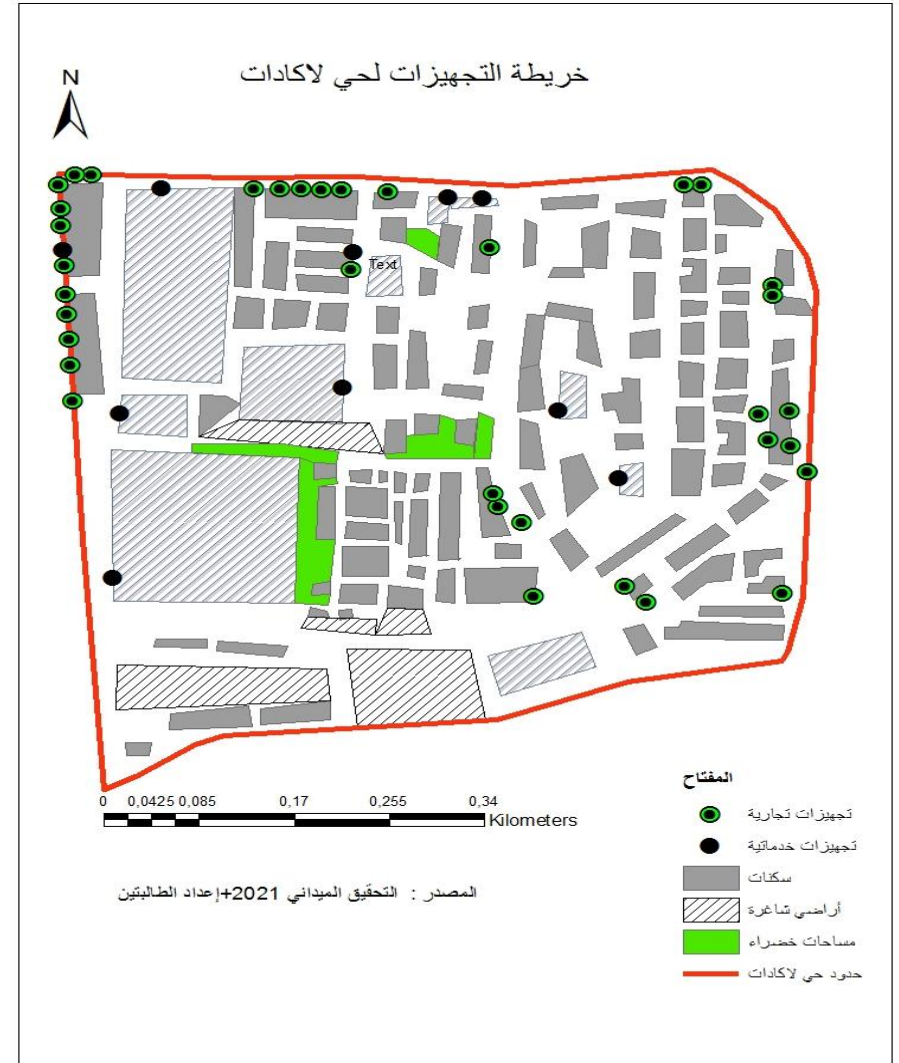 خريطة التجهيزات لحي لاكادات
N
Text
0 0,0425 0,085 0,17 0,255 0,34
Kilometers
المفتاح
تجهيزات تجارية
تجهيزات خدماتية
سكنات
أراضي شاغرة
مساحات خضراء
حدود حي لاكادات
المصدر : التحقيق الميداني 2021+إعداد الطالبتين